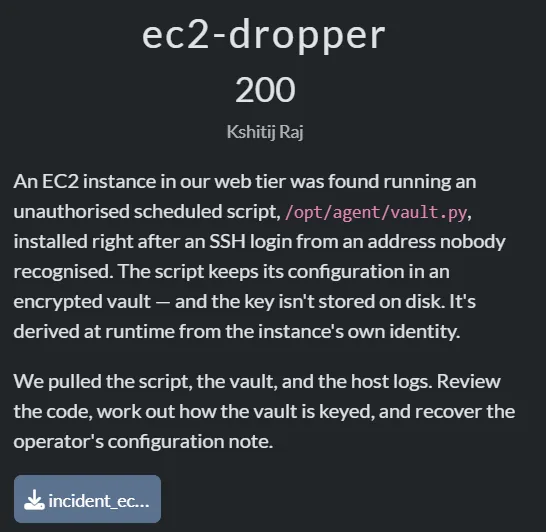 ec2-dropper
200
Kshitij Raj
An EC2 instance in our web tier was found running an
unauthorised scheduled script, /opt/agent/vault.py,
installed right after an SSH login from an address nobody
recognised. The script keeps its configuration in an
encrypted vault — and the key isn't stored on disk. It's
derived at runtime from the instance's own identity.
We pulled the script, the vault, and the host logs. Review
the code, work out how the vault is keyed, and recover the
operator's configuration note.
incident_ec...